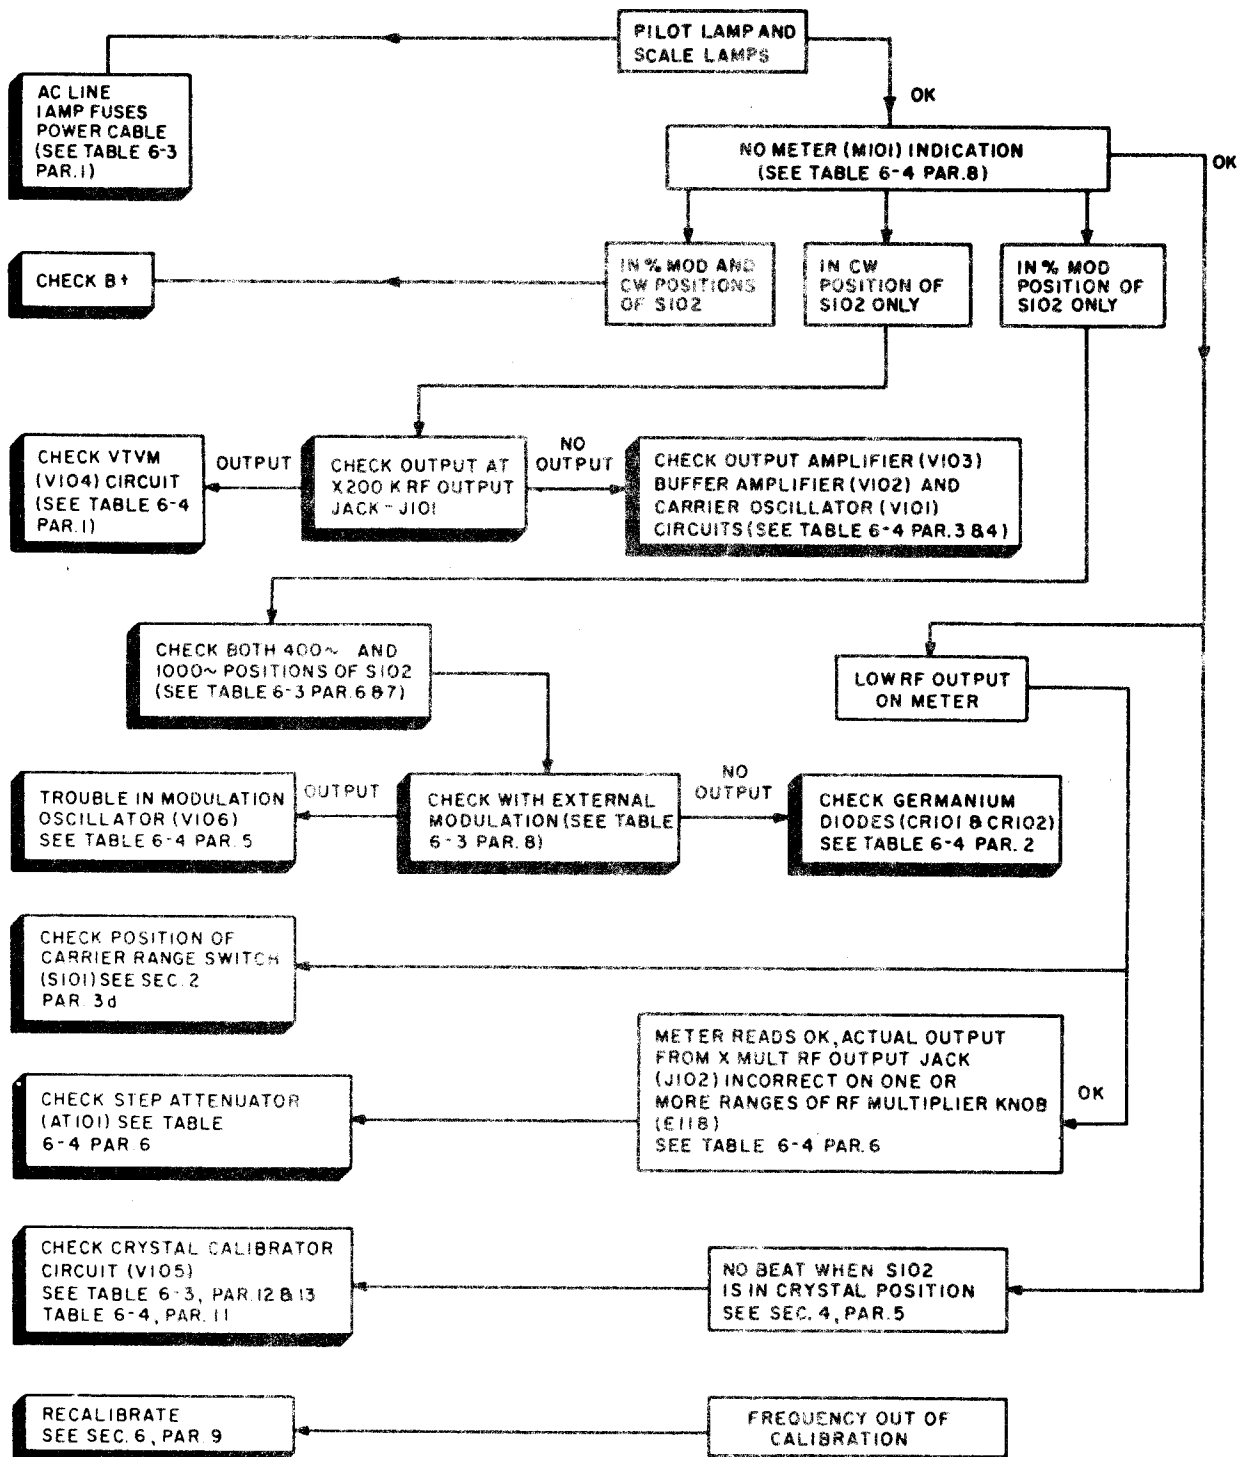 PILOT LAMP AND
SCALE LAMPS
OK
AC LINE
1AMP FUSES
POWER CABLE
(SEE TABLE 6-3
PAR.1)
NO METER (M101) INDICATION
(SEE TABLE 6-4 PAR.8)
OK
CHECK B+
IN % MOD AND
CW POSITIONS
OF S102
IN CW
POSITION OF
S102 ONLY
IN % MOD
POSITION OF
S102 ONLY
CHECK VTVM
(V104) CIRCUIT
(SEE TABLE 6-4
PAR.1)
OUTPUT
CHECK OUTPUT AT
X200 K RF OUTPUT
JACK-J101
NO
OUTPUT
CHECK OUTPUT AMPLIFIER (V103)
BUFFER AMPLIFIER (V102) AND
CARRIER OSCILLATOR (V101)
CIRCUITS (SEE TABLE 6-4 PAR.3 &4)
CHECK BOTH 400~ AND
1000~ POSITIONS OF S102
(SEE TABLE 6-3 PAR.6 &7)
LOW RF OUTPUT
ON METER
TROUBLE IN MODULATION
OSCILLATOR (V106)
SEE TABLE 6-4 PAR. 5
OUTPUT
CHECK WITH EXTERNAL
MODULATION (SEE TABLE
6-3 PAR. 8)
NO
OUTPUT
CHECK GERMANIUM
DIODES (CR101 & CR102)
SEE TABLE 6-4 PAR. 2
CHECK POSITION OF
CARRIER RANGE SWITCH
(S101) SEE SEC. 2
PAR. 3d
METER READS OK, ACTUAL OUTPUT
FROM X MULT RF OUTPUT JACK
(J102) INCORRECT ON ONE OR
MORE RANGES OF RF MULTIPLIER KNOB
(E118)
SEE TABLE 6-4 PAR. 6
OK
CHECK STEP ATTENUATOR
(AT101) SEE TABLE
6-4 PAR. 6
CHECK CRYSTAL CALIBRATOR
CIRCUIT (V105)
SEE TABLE 6-3, PAR. 12 & 13
TABLE 6-4, PAR. 11
NO BEAT WHEN S102
IS IN CRYSTAL POSITION
SEE SEC. 4, PAR. 5
RECALIBRATE
SEE SEC. 6, PAR. 9
FREQUENCY OUT OF
CALIBRATION